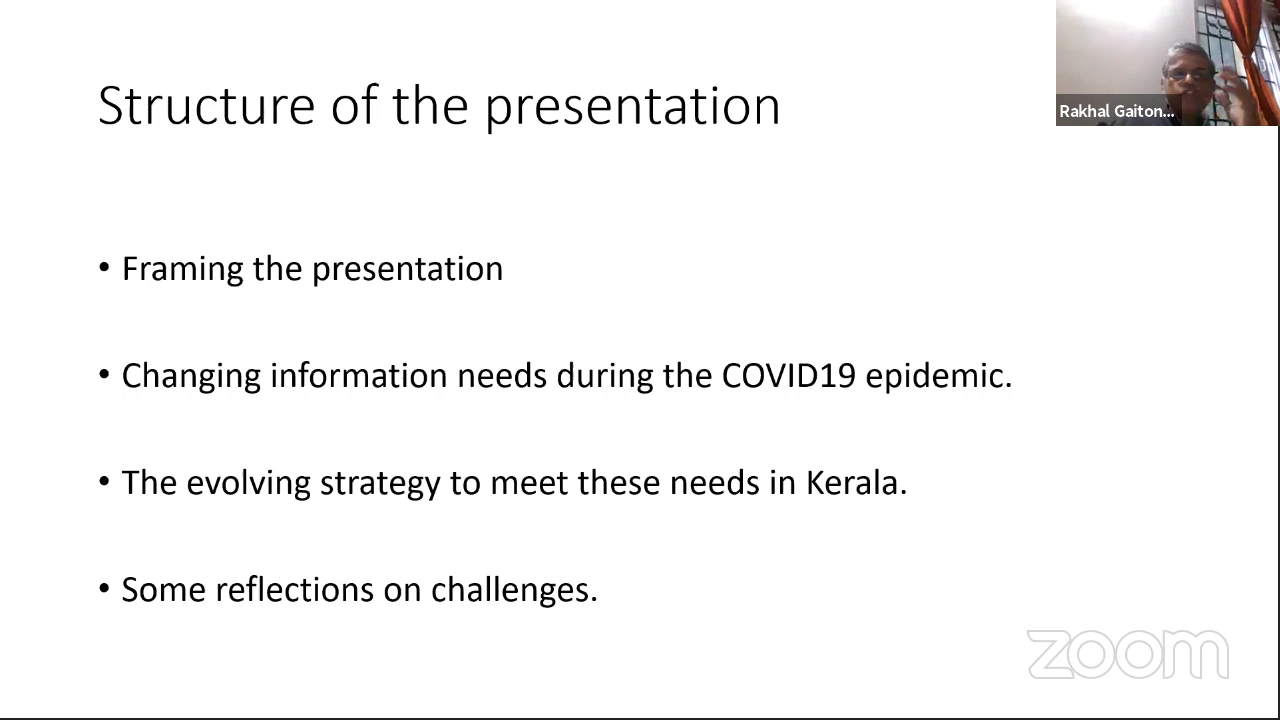 Structure of the presentation
Rakhal Gaiton...
• Framing the presentation
• Changing information needs during the COVID19 epidemic.
• The evolving strategy to meet these needs in Kerala.
• Some reflections on challenges.
zoom